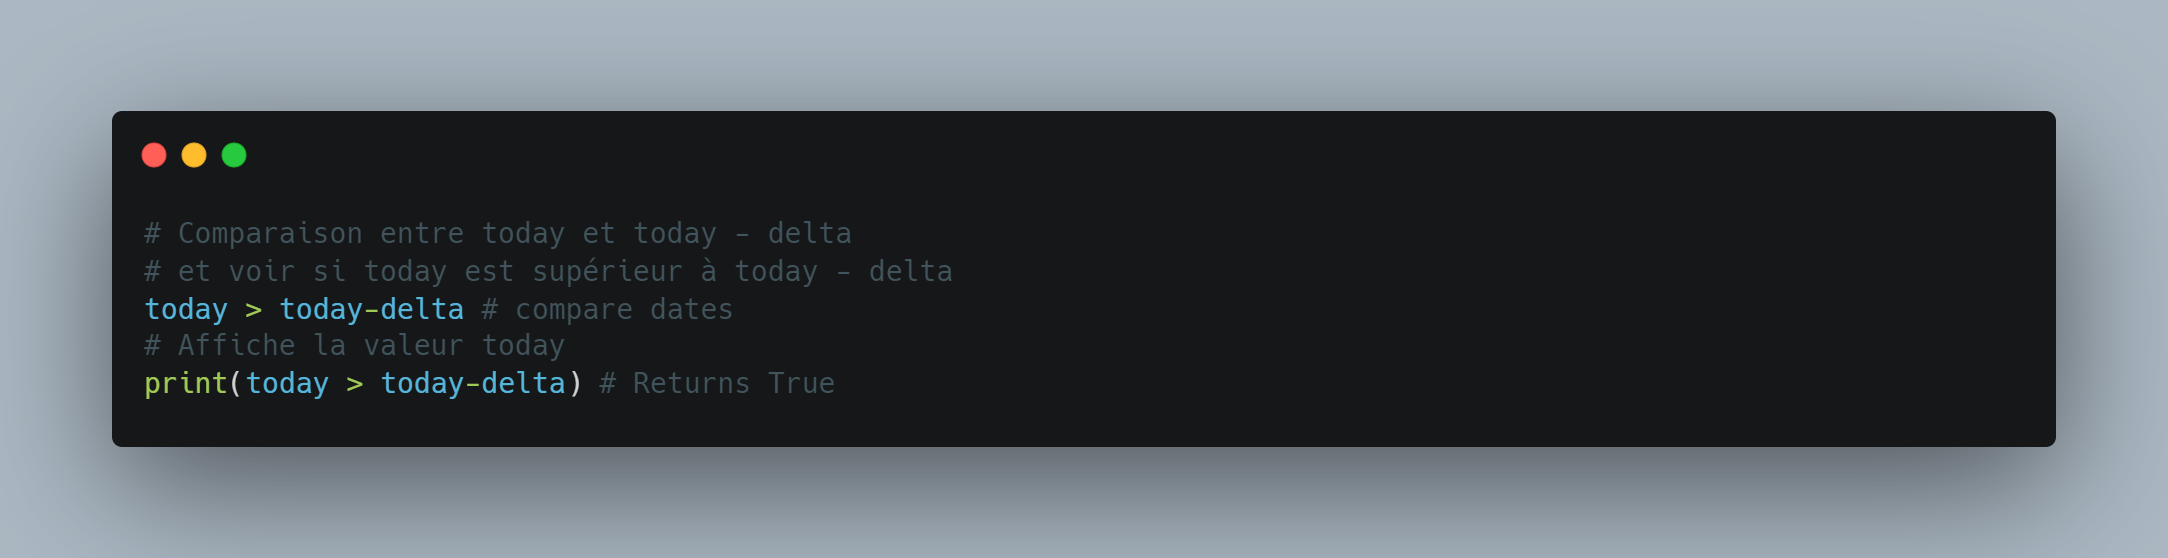 # Comparaison entre today et today - delta
# et voir si today est supérieur à today - delta
today > today-delta # compare dates
# Affiche la valeur today
print(today > today-delta) # Returns True